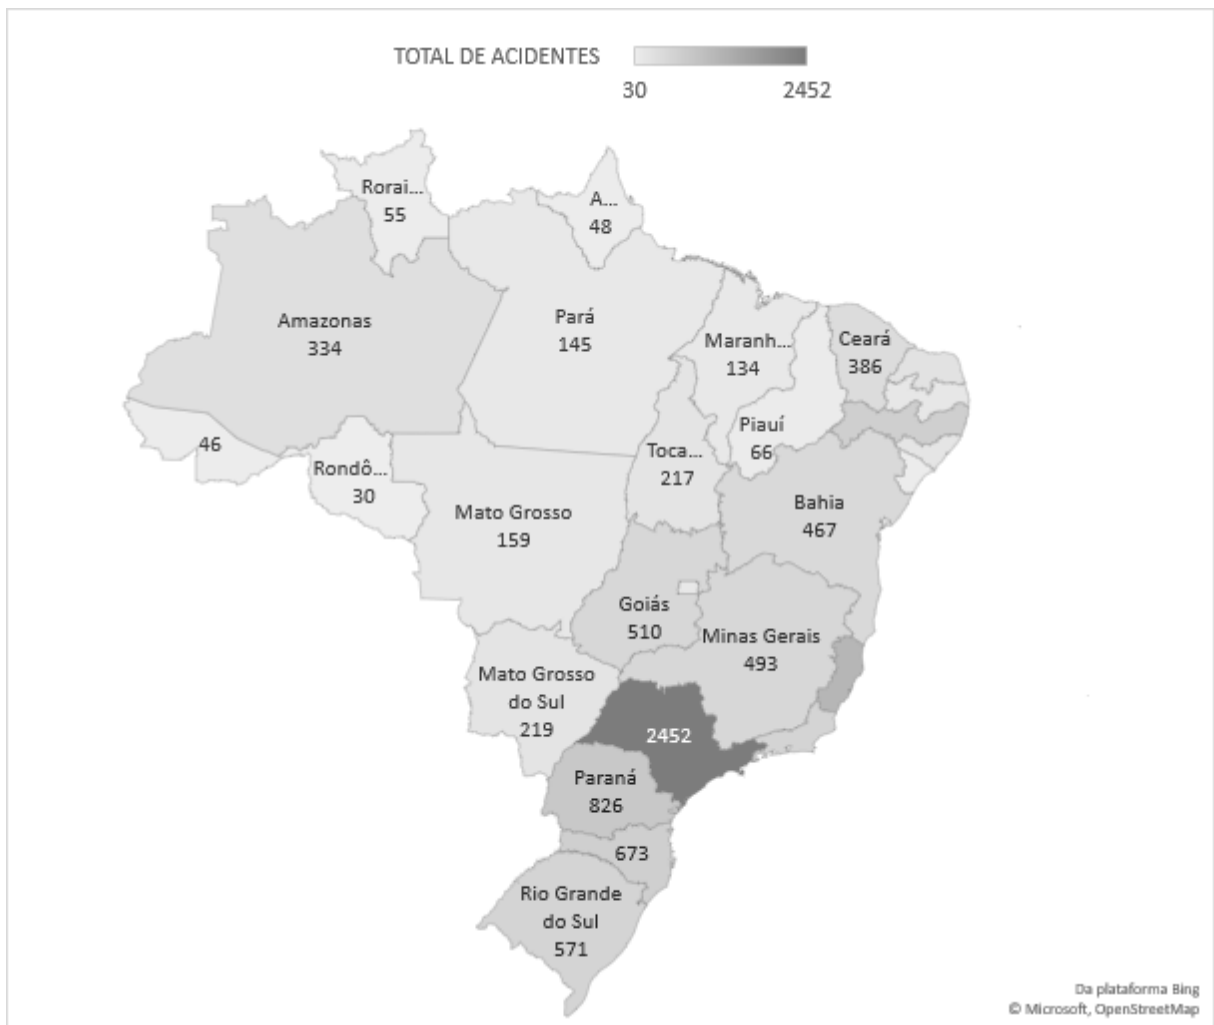 TOTAL DE ACIDENTES
30 2452
Rorai...
55
A...
48
Amazonas
334
Pará
145
Maranh...
134
Ceará
386
Piauí
66
46
Rondô...
30
Toca...
217
Mato Grosso
159
Bahia
467
Goiás
510
Minas Gerais
493
Mato Grosso
do Sul
219
2452
Paraná
826
673
Rio Grande
do Sul
571
Da plataforma Bing
© Microsoft, OpenStreetMap